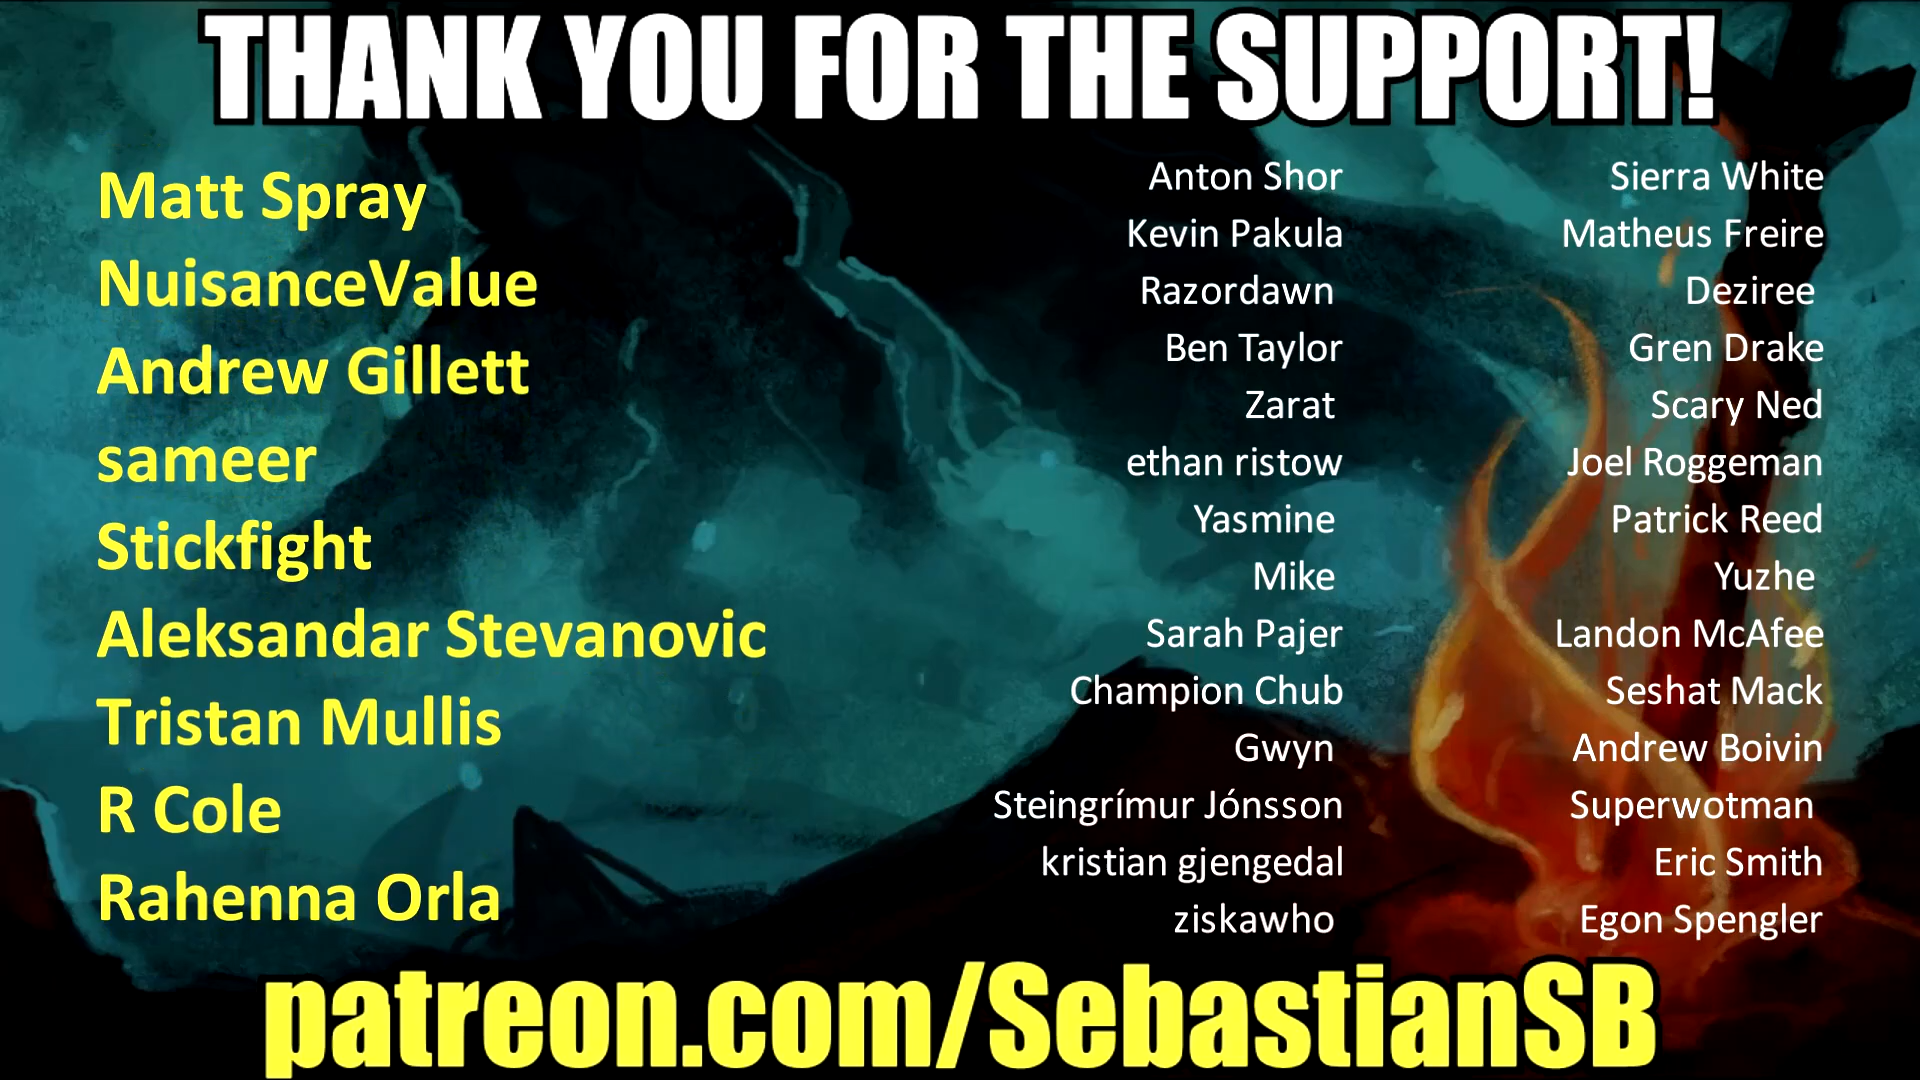 THANK YOU FOR THE SUPPORT!
Matt Spray
NuisanceValue
Andrew Gillett
sameer
Stickfight
Aleksandar Stevanovic
Tristan Mullis
R Cole
Rahenna Orla
Anton Shor
Kevin Pakula
Razordawn
Ben Taylor
Zarat
ethan ristow
Yasmine
Mike
Sarah Pajer
Champion Chub
Gwyn
Steingrímur Jónsson
kristian gjengedal
ziskawho
Sierra White
Matheus Freire
Deziree
Gren Drake
Scary Ned
Joel Roggeman
Patrick Reed
Yuzhe
Landon McAfee
Seshat Mack
Andrew Boivin
Superwotman
Eric Smith
Egon Spengler
patreon.com/SebastianSB